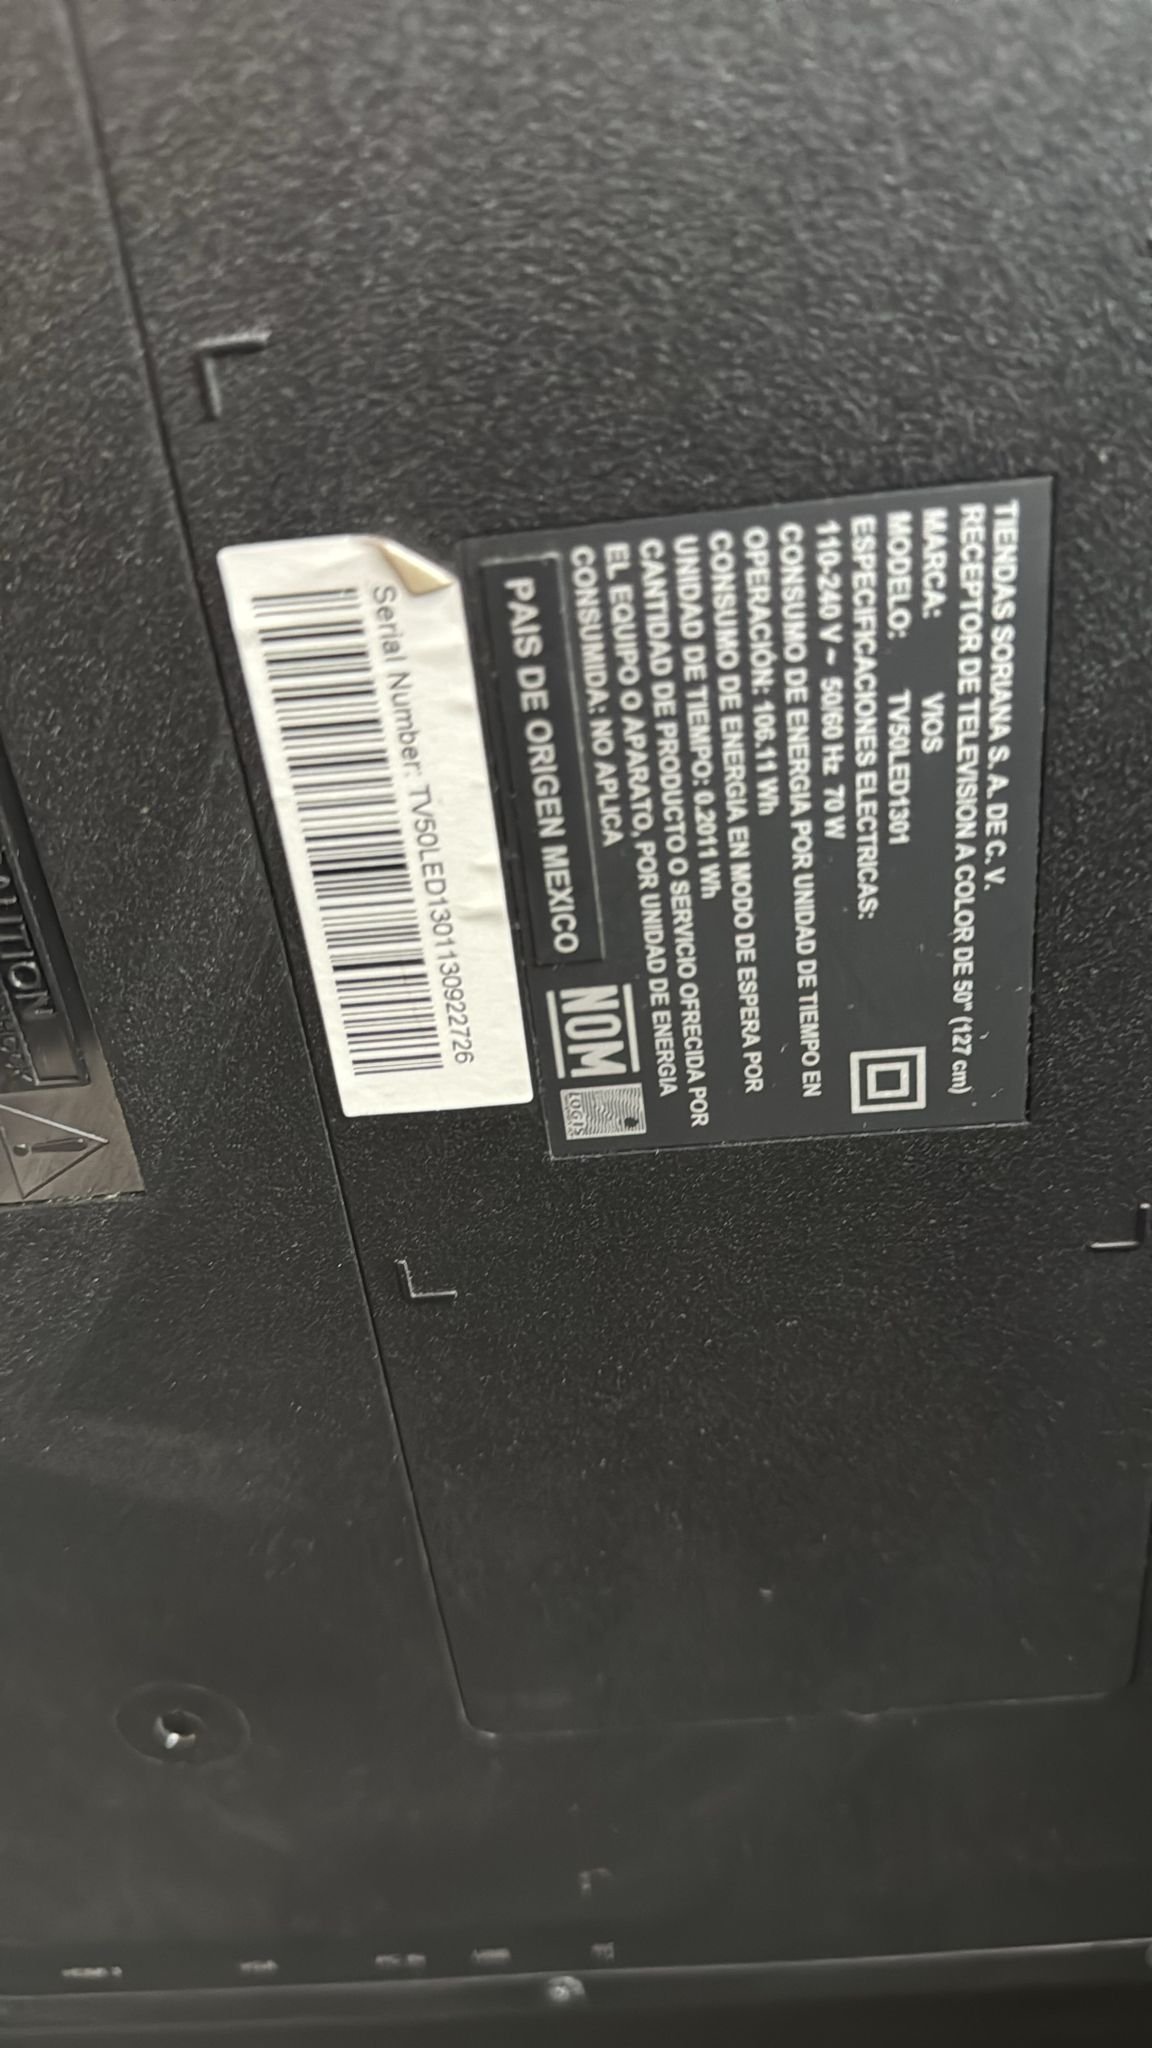 TIENDAS SORIANA S. A. DE C. V.
RECEPTOR DE TELEVISION A COLOR DE 50" (127 cm)
MARCA: VIOS
MODELO: TV50LED1301
ESPECIFICACIONES ELECTRICAS:
110-240 V ~ 50/60 Hz 70 W
CONSUMO DE ENERGIA POR UNIDAD DE TIEMPO EN
OPERACIÓN: 106.11 Wh
CONSUMO DE ENERGIA EN MODO DE ESPERA POR
UNIDAD DE TIEMPO: 0.2011 Wh
CANTIDAD DE PRODUCTO O SERVICIO OFRECIDA POR
EL EQUIPO O APARATO, POR UNIDAD DE ENERGIA
CONSUMIDA: NO APLICA
PAIS DE ORIGEN MEXICO
NOM
LOGIS
Serial Number: TV50LED130113092­2726